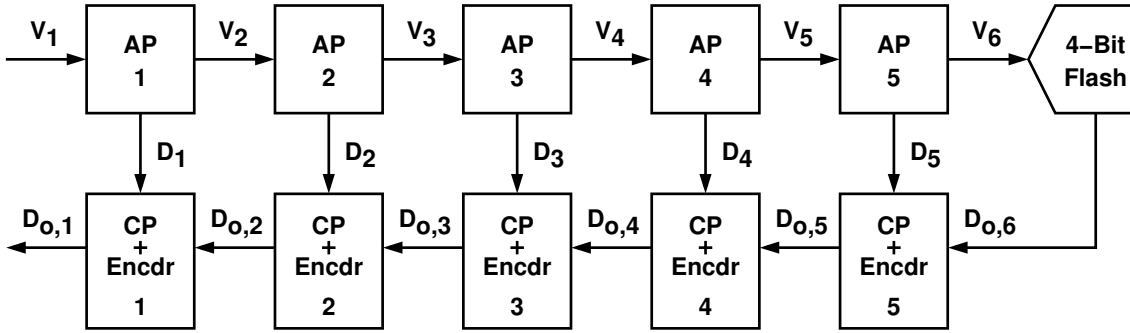 V1 AP 1 V2 AP 2 V3 AP 3 V4 AP 4 V5 AP 5 V6 4−Bit Flash
D1 D2 D3 D4 D5
Do,1 CP + Encdr 1 Do,2 CP + Encdr 2 Do,3 CP + Encdr 3 Do,4 CP + Encdr 4 Do,5 CP + Encdr 5 Do,6